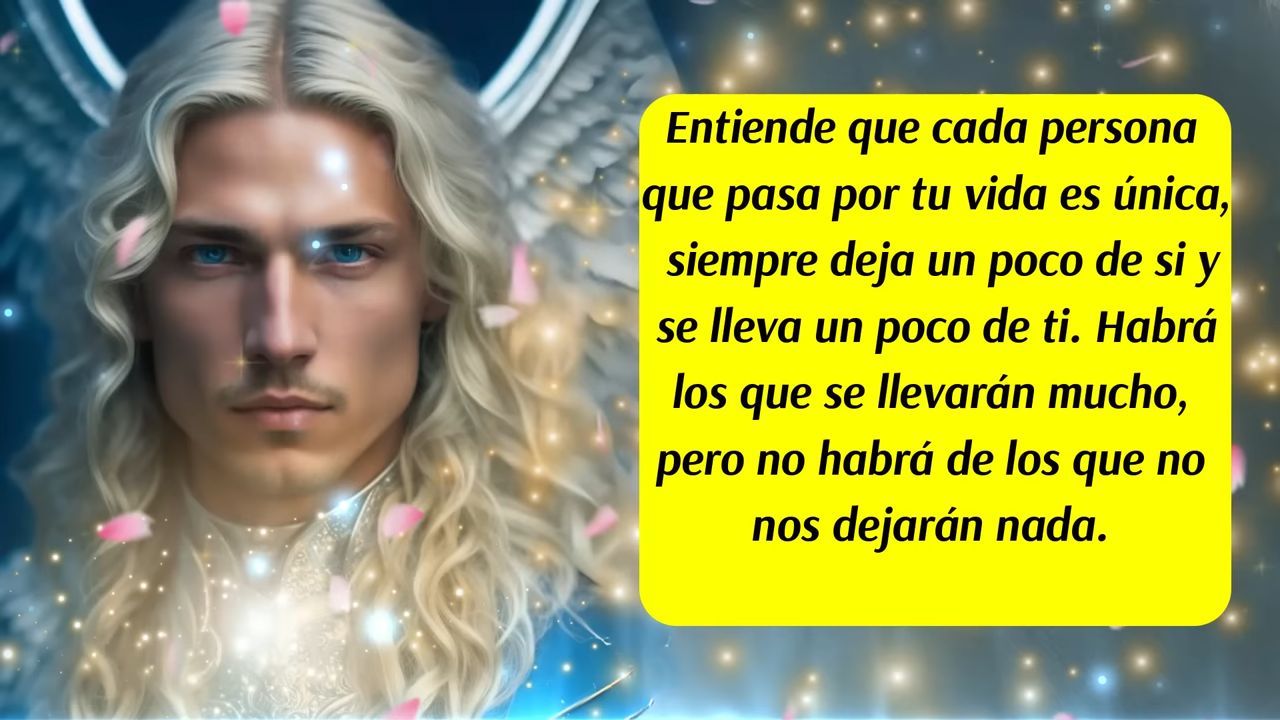 Entiende que cada persona
que pasa por tu vida es única,
siempre deja un poco de si y
se lleva un poco de ti. Habrá
los que se llevarán mucho,
pero no habrá de los que no
nos dejarán nada.